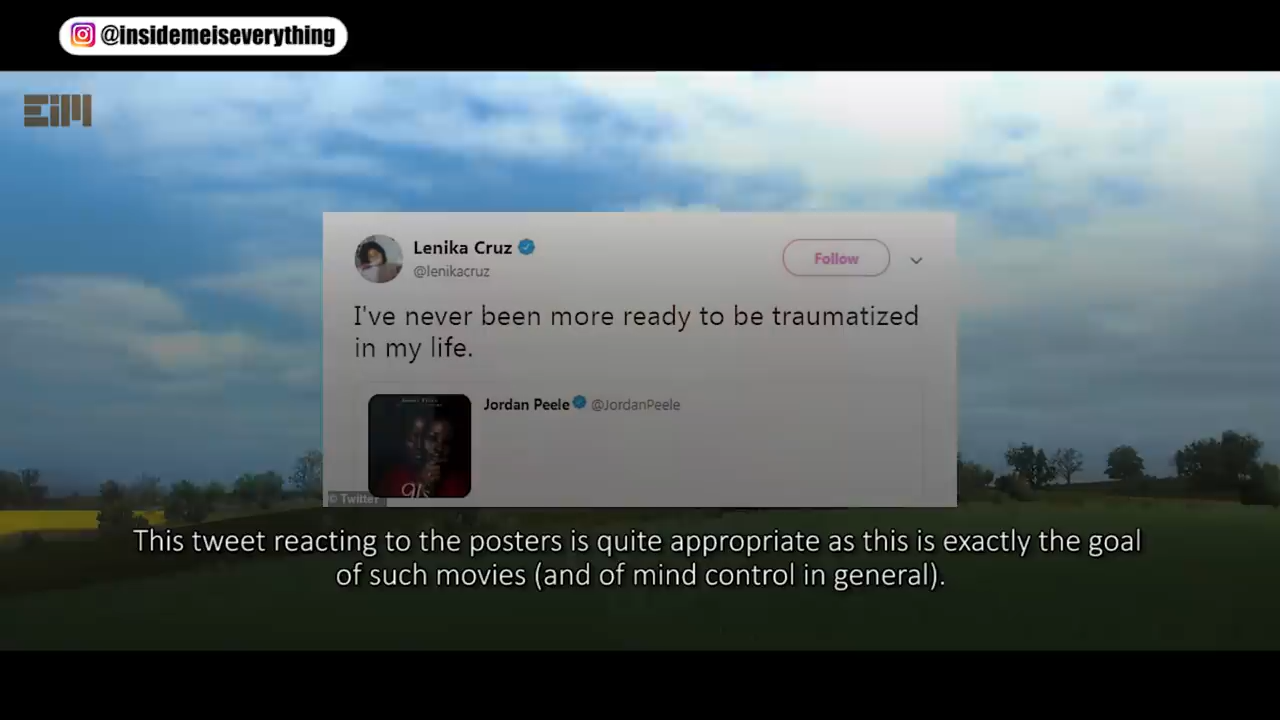 @insidemeiseverything
EiM
Lenika Cruz
Follow
@lenikacruz
I've never been more ready to be traumatized
in my life.
Jordan Peele @JordanPeele
© Twitter
This tweet reacting to the posters is quite appropriate as this is exactly the goal
of such movies (and of mind control in general).